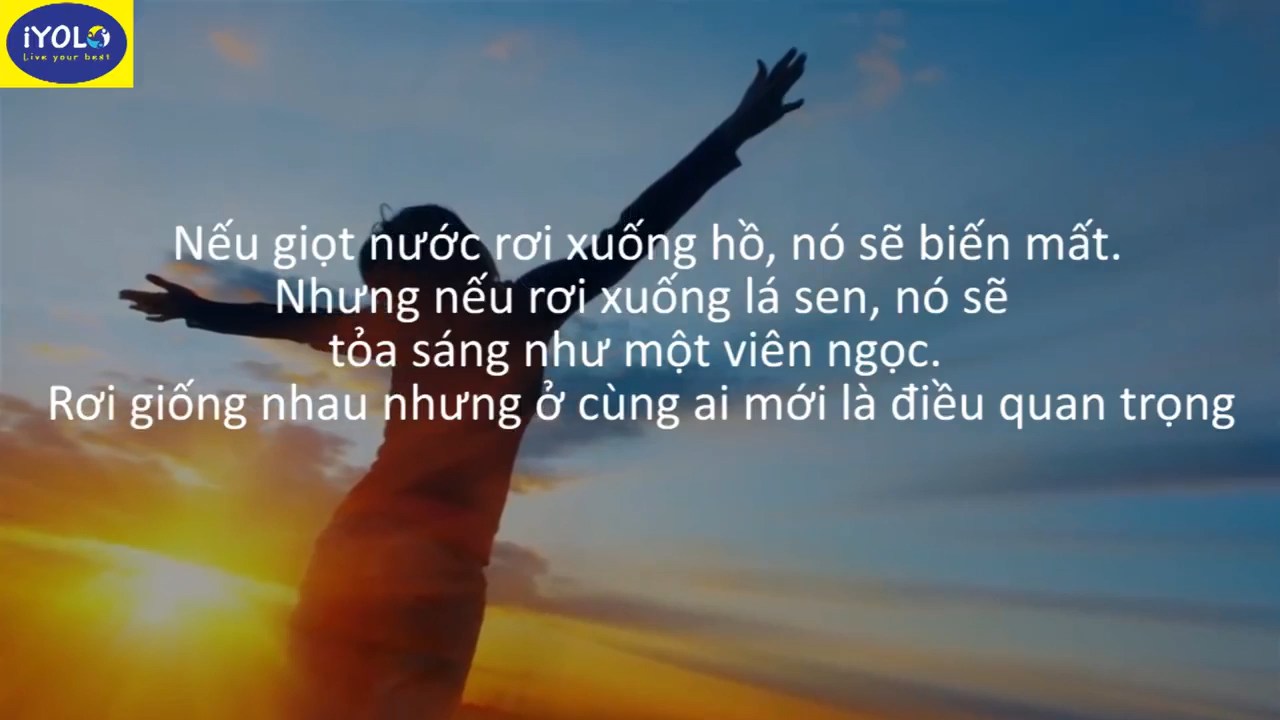 iYOLO
Live your best
Nếu giọt nước rơi xuống hồ, nó sẽ biến mất.
Nhưng nếu rơi xuống lá sen, nó sẽ
tỏa sáng như một viên ngọc.
Rơi giống nhau nhưng ở cùng ai mới là điều quan trọng